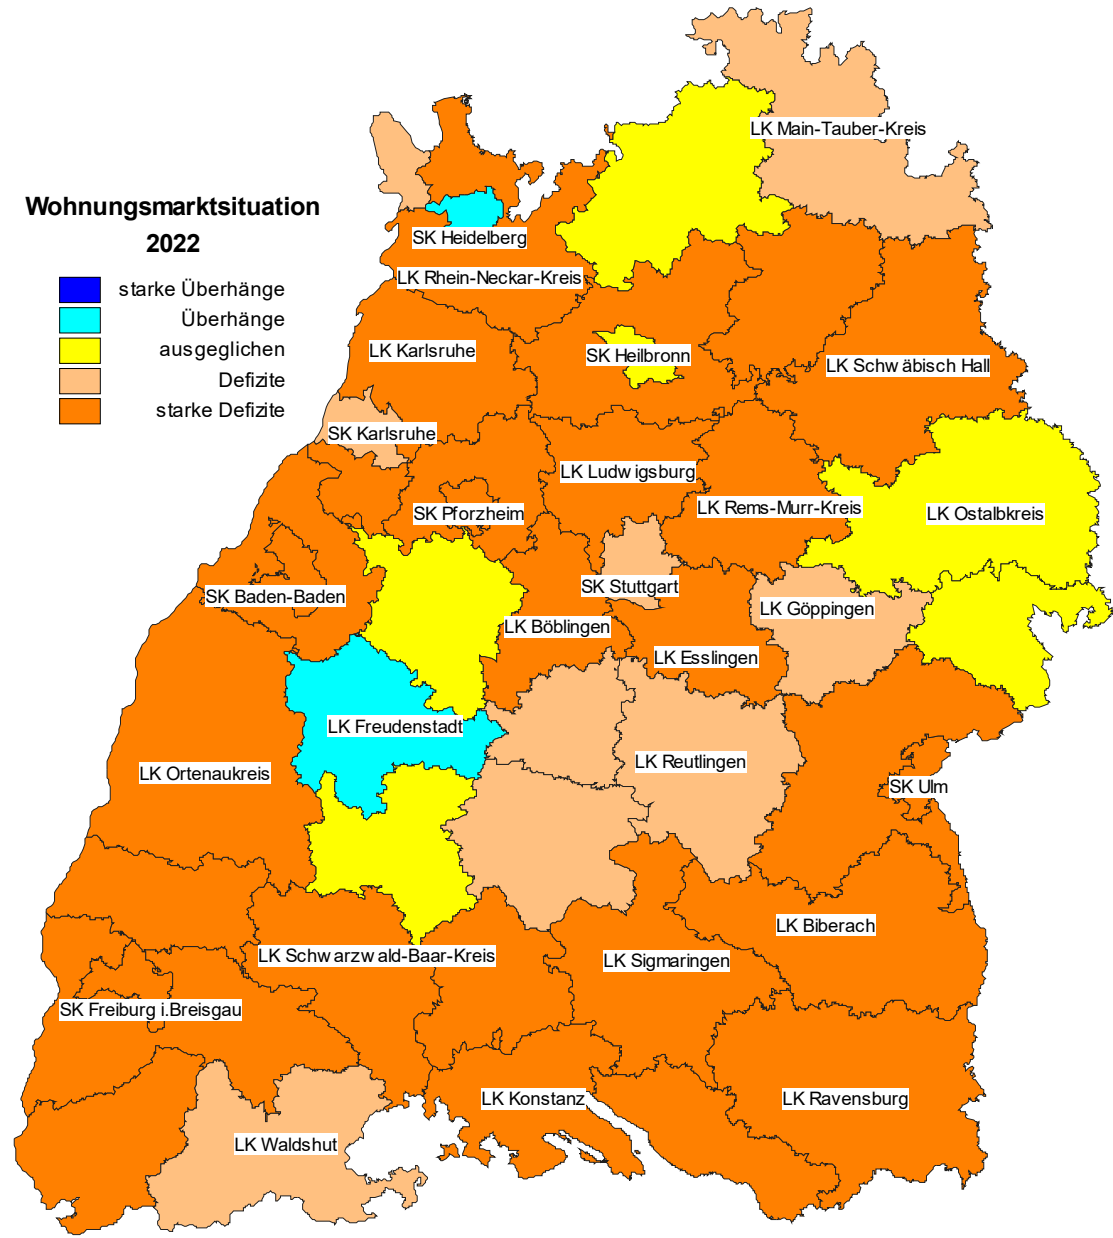 Wohnungsmarktsituation
2022
starke Überhänge
Überhänge
ausgeglichen
Defizite
starke Defizite
LK Main-Tauber-Kreis
SK Heidelberg
LK Rhein-Neckar-Kreis
LK Karlsruhe
SK Heilbronn
LK Schwäbisch Hall
SK Karlsruhe
LK Ludwigsburg
LK Rems-Murr-Kreis
SK Pforzheim
LK Ostalbkreis
SK Stuttgart
SK Baden-Baden
LK Göppingen
LK Böblingen
LK Esslingen
LK Freudenstadt
LK Reutlingen
LK Ortenaukreis
SK Ulm
LK Biberach
LK Schwarzwald-Baar-Kreis
LK Sigmaringen
SK Freiburg i.Breisgau
LK Konstanz
LK Ravensburg
LK Waldshut